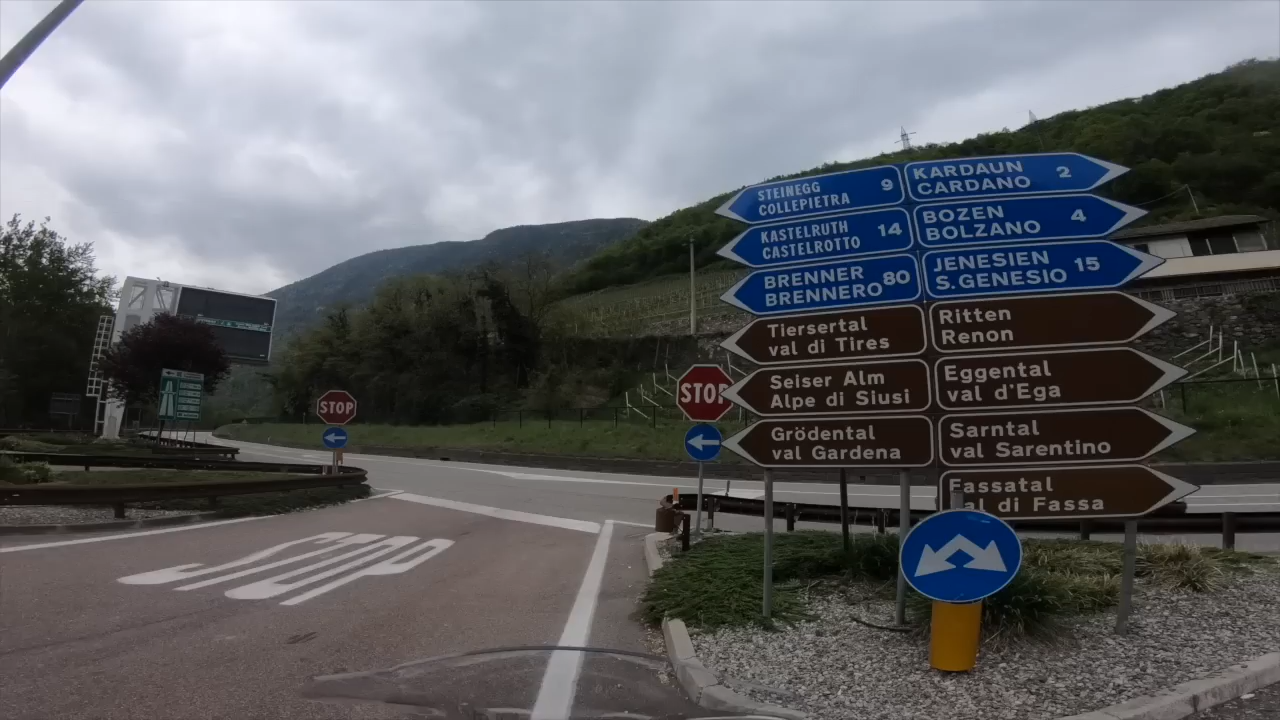 STEINEGG 9
COLLEPIETRA
KARDAUN 2
CARDANO
KASTELRUTH 14
CASTELROTTO
BOZEN 4
BOLZANO
BRENNER 80
BRENNERO
JENESIEN 15
S.GENESIO
Tiersertal
val di Tires
Ritten
Renon
Seiser Alm
Alpe di Siusi
Eggental
val d'Ega
Grödental
val Gardena
Sarntal
val Sarentino
Fassatal
val di Fassa
STOP
STOP
STOP